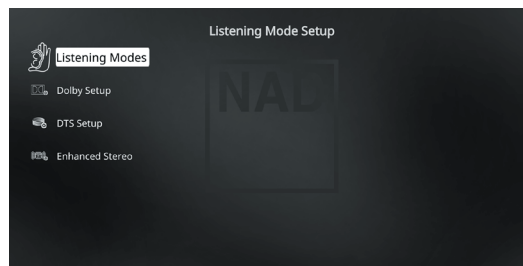 Listening Mode Setup
Listening Modes
Dolby Setup
DTS Setup
Enhanced Stereo
NAD